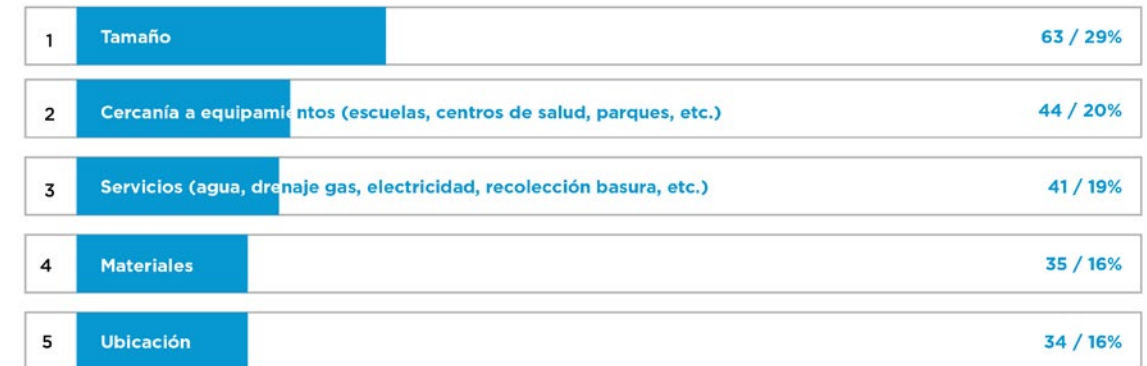 1 Tamaño 63 / 29%
2 Cercanía a equipamientos (escuelas, centros de salud, parques, etc.) 44 / 20%
3 Servicios (agua, drenaje gas, electricidad, recolección basura, etc.) 41 / 19%
4 Materiales 35 / 16%
5 Ubicación 34 / 16%